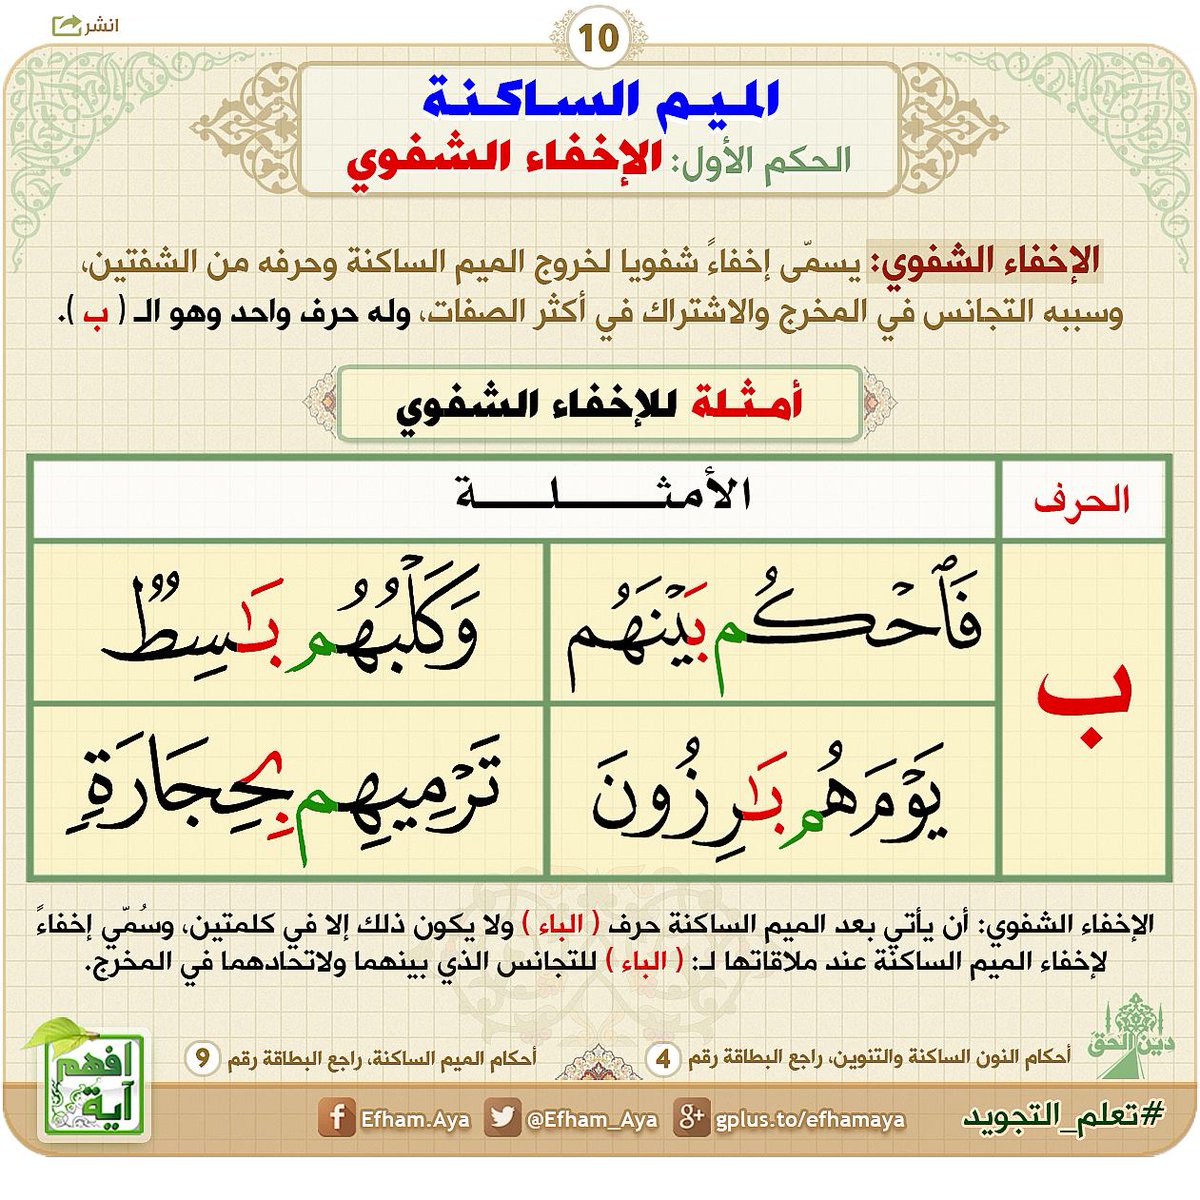 انشر
10
الميم الساكنة
الحكم الأول: الإخفاء الشفوي
الإخفاء الشفوي: يسمّى إخفاءً شفويا لخروج الميم الساكنة وحرفه من الشفتين،
وسببه التجانس في المخرج والاشتراك في أكثر الصفات، وله حرف واحد وهو الـ ( ب ).
أمثلة للإخفاء الشفوي
الحرف
الأمثلــــــة
ب
فَٱحْكُم بَيْنَهُم
وَكَلْبُهُم بَٰسِطٌ
يَوْمَ هُم بَٰرِزُونَ
تَرْمِيهِم بِحِجَارَةٍ
الإخفاء الشفوي: أن يأتي بعد الميم الساكنة حرف ( الباء ) ولا يكون ذلك إلا في كلمتين، وسُمّي إخفاءً
لإخفاء الميم الساكنة عند ملاقاتها لـ: ( الباء ) للتجانس الذي بينهما ولاتحادهما في المخرج.
دين الحق
أحكام النون الساكنة والتنوين، راجع البطاقة رقم 4
أحكام الميم الساكنة، راجع البطاقة رقم 9
افهم آية
#تعلم_التجويد
Efham.Aya
@Efham_Aya
gplus.to/efhamaya